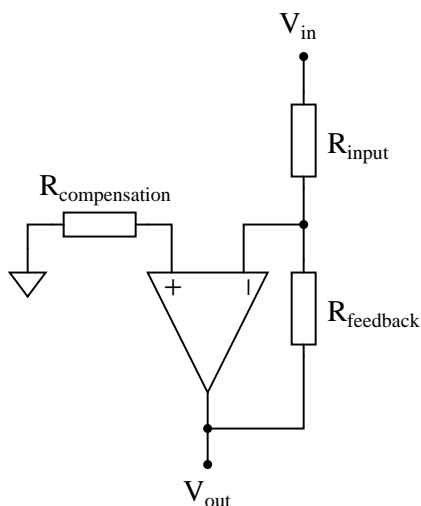 V_in
R_input
R_compensation
+ –
R_feedback
V_out